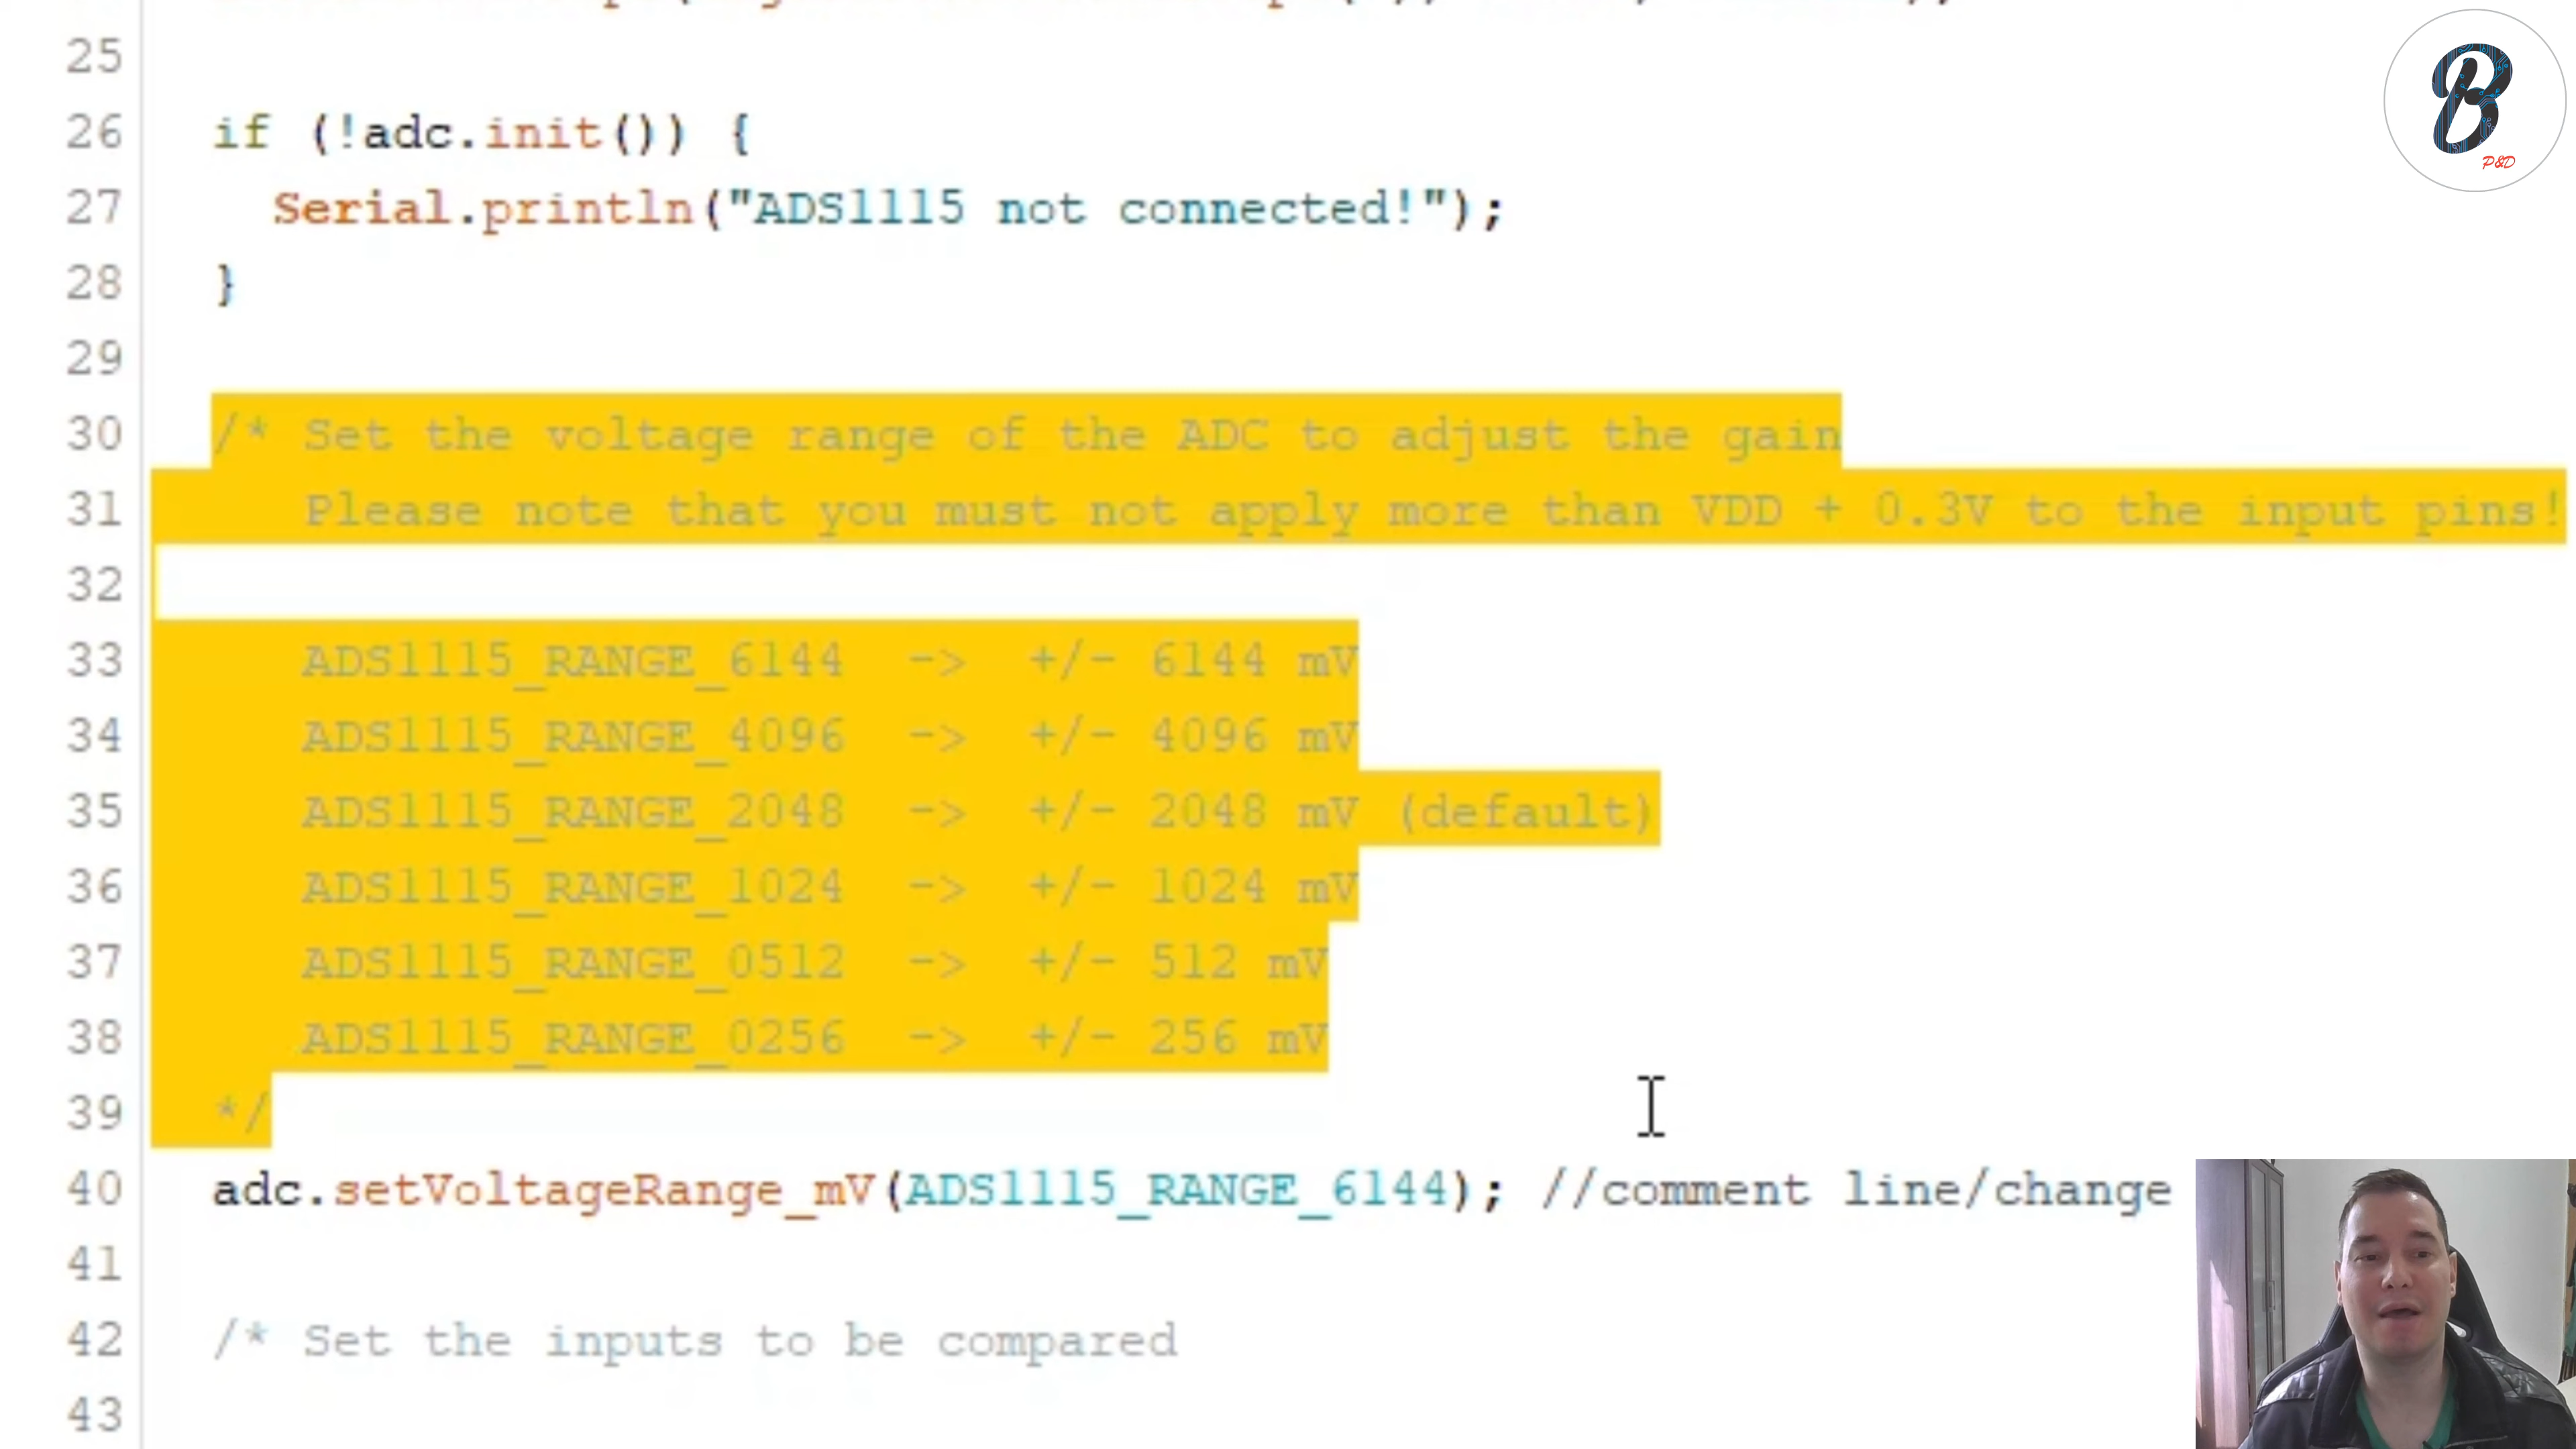 25
26 if (!adc.init()) {
27 Serial.println("ADS1115 not connected!");
28 }
29
30 /* Set the voltage range of the ADC to adjust the gain
31 Please note that you must not apply more than VDD + 0.3V to the input pins!
32
33 ADS1115_RANGE_6144 -> +/- 6144 mV
34 ADS1115_RANGE_4096 -> +/- 4096 mV
35 ADS1115_RANGE_2048 -> +/- 2048 mV (default)
36 ADS1115_RANGE_1024 -> +/- 1024 mV
37 ADS1115_RANGE_0512 -> +/- 512 mV
38 ADS1115_RANGE_0256 -> +/- 256 mV
39 */
40 adc.setVoltageRange_mV(ADS1115_RANGE_6144); //comment line/change
41
42 /* Set the inputs to be compared
43
B
P&D